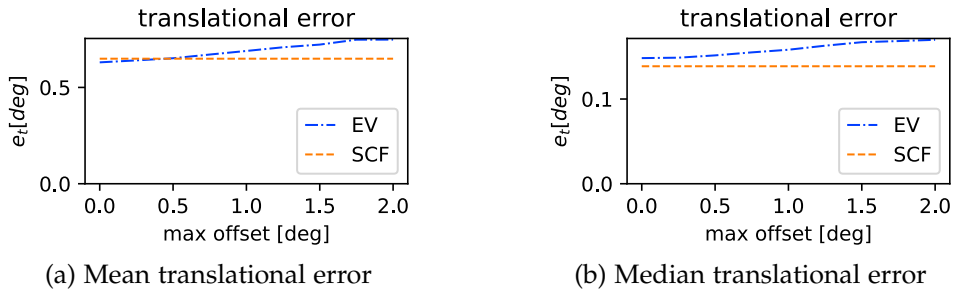 translational error
e_t[deg]
0.5
0.0
EV
SCF
0.0 0.5 1.0 1.5 2.0
max offset [deg]
(a) Mean translational error
translational error
e_t[deg]
0.1
0.0
EV
SCF
0.0 0.5 1.0 1.5 2.0
max offset [deg]
(b) Median translational error